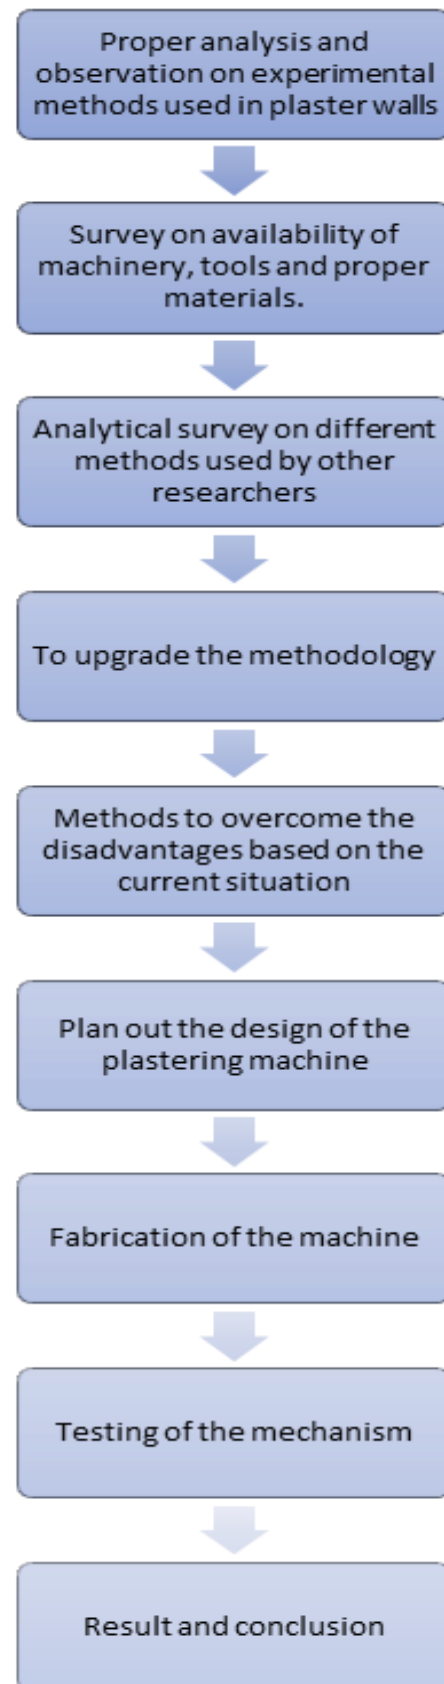 Proper analysis and
observation on experimental
methods used in plaster walls
Survey on availability of
machinery, tools and proper
materials.
Analytical survey on different
methods used by other
researchers
To upgrade the methodology
Methods to overcome the
disadvantages based on the
current situation
Plan out the design of the
plastering machine
Fabrication of the machine
Testing of the mechanism
Result and conclusion